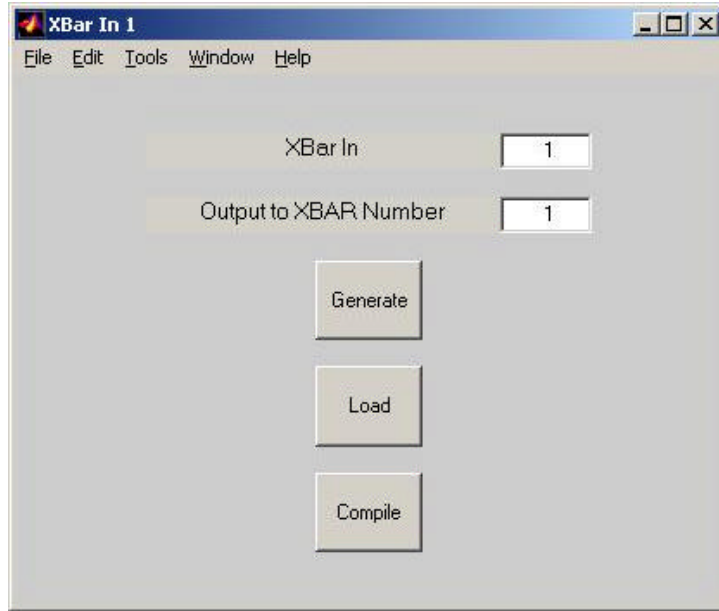 XBar In 1
File Edit Tools Window Help
XBar In 1
Output to XBAR Number 1
Generate
Load
Compile